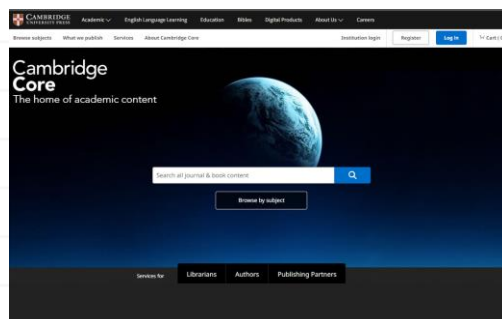 CAMBRIDGE UNIVERSITY PRESS Academic English Language Learning Education Bibles Digital Products About Us Careers
Browse subjects What we publish Services About Cambridge Core Institution login Register Log in Cart
Cambridge
Core
The home of academic content
Search all journal & book content
Browse by subject
Services for Librarians Authors Publishing Partners